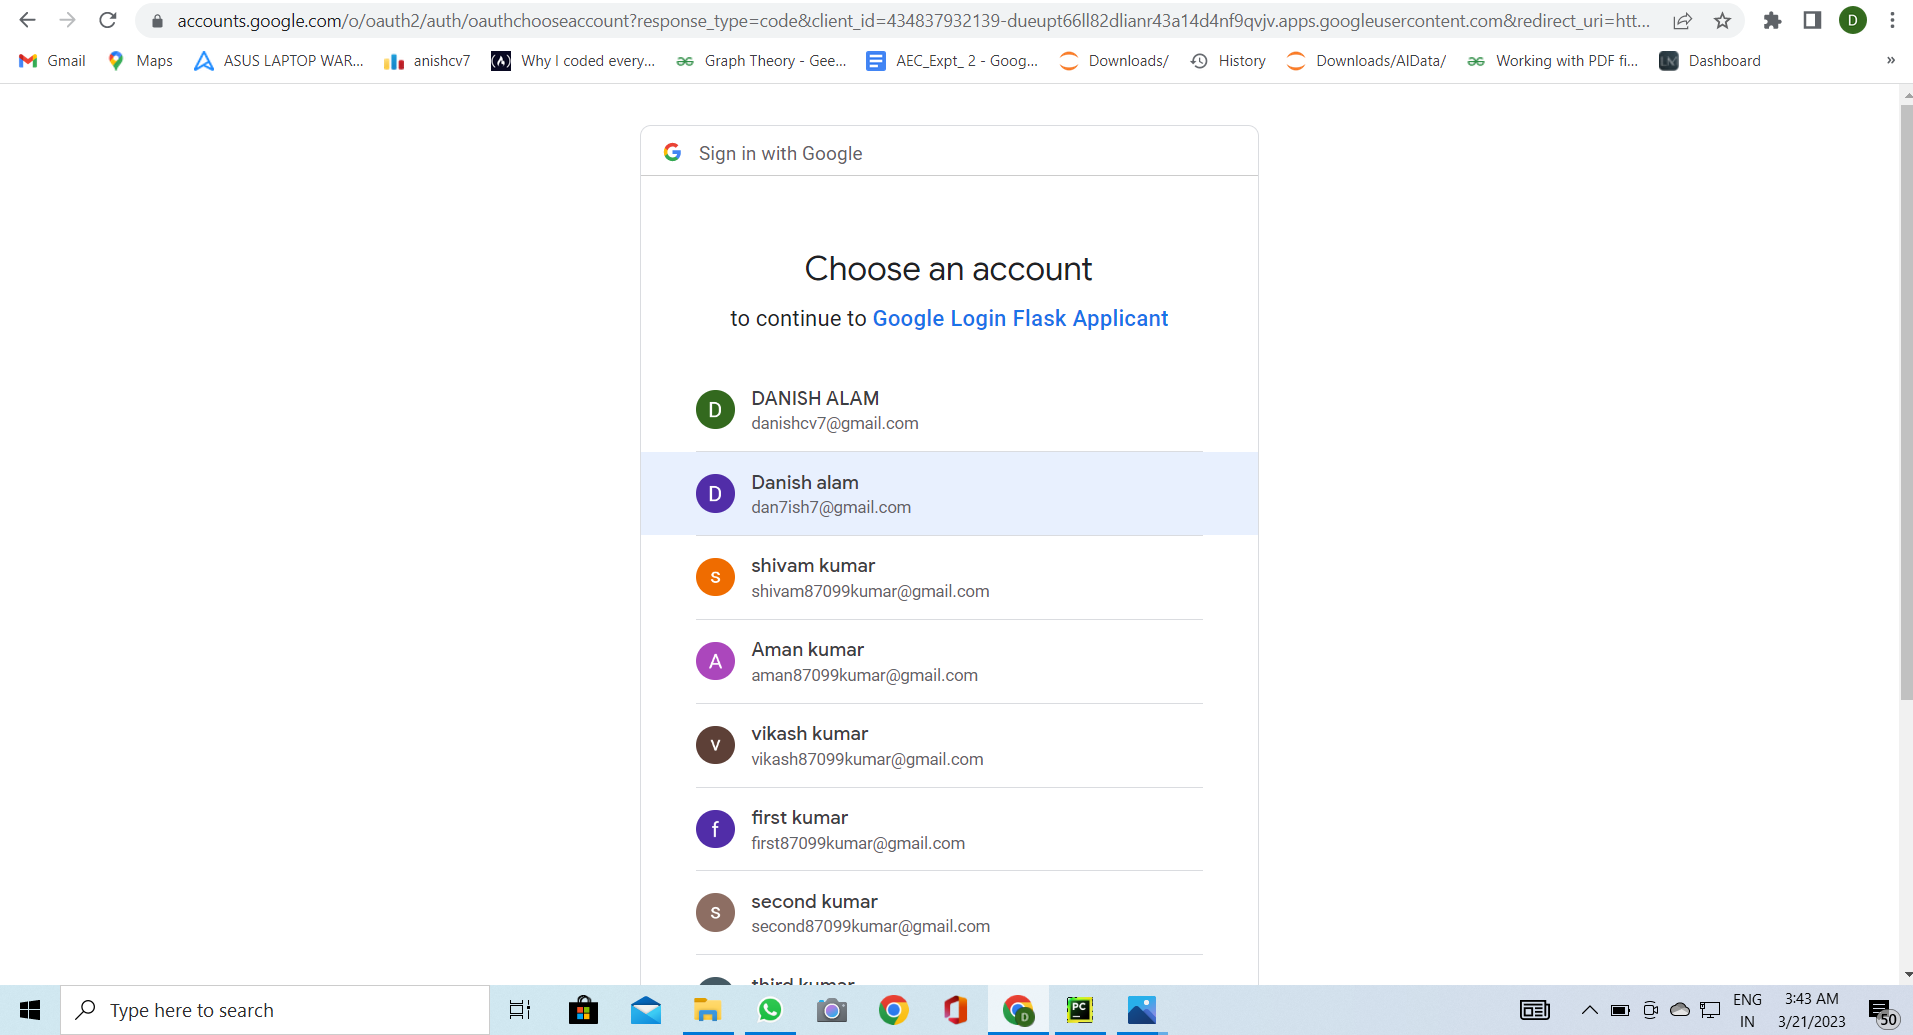 accounts.google.com/o/oauth2/auth/oauthchooseaccount?response_type=code&client_id=434837932139-dueupt66ll82dlianr43a14d4nf9qvjv.apps.googleusercontent.com&redirect_uri=htt...
D
Gmail Maps ASUS LAPTOP WAR... anishcv7 Why I coded every... Graph Theory - Gee... AEC_Expt_ 2 - Goog... Downloads/ History Downloads/AIData/ Working with PDF fi... Dashboard »
G Sign in with Google
Choose an account
to continue to Google Login Flask Applicant
D DANISH ALAM
danishcv7@gmail.com
D Danish alam
dan7ish7@gmail.com
s shivam kumar
shivam87099kumar@gmail.com
A Aman kumar
aman87099kumar@gmail.com
v vikash kumar
vikash87099kumar@gmail.com
f first kumar
first87099kumar@gmail.com
s second kumar
second87099kumar@gmail.com
third kumar
Type here to search
D
PC
ENG
IN
3:43 AM
3/21/2023
50